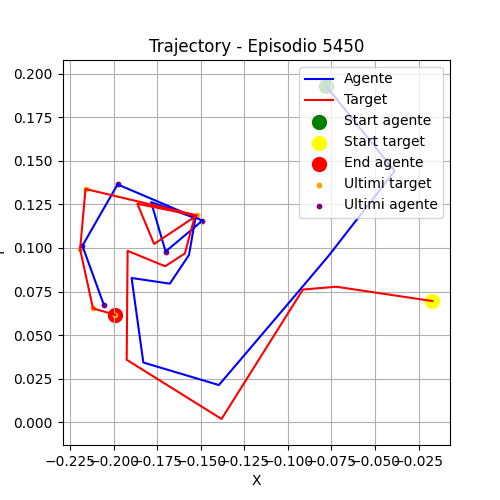 Trajectory - Episodio 5450
Agente
Target
Start agente
Start target
End agente
Ultimi target
Ultimi agente
0.200
0.175
0.150
0.125
0.100
0.075
0.050
0.025
0.000
−0.225−0.200−0.175−0.150−0.125−0.100−0.075−0.050−0.025
X